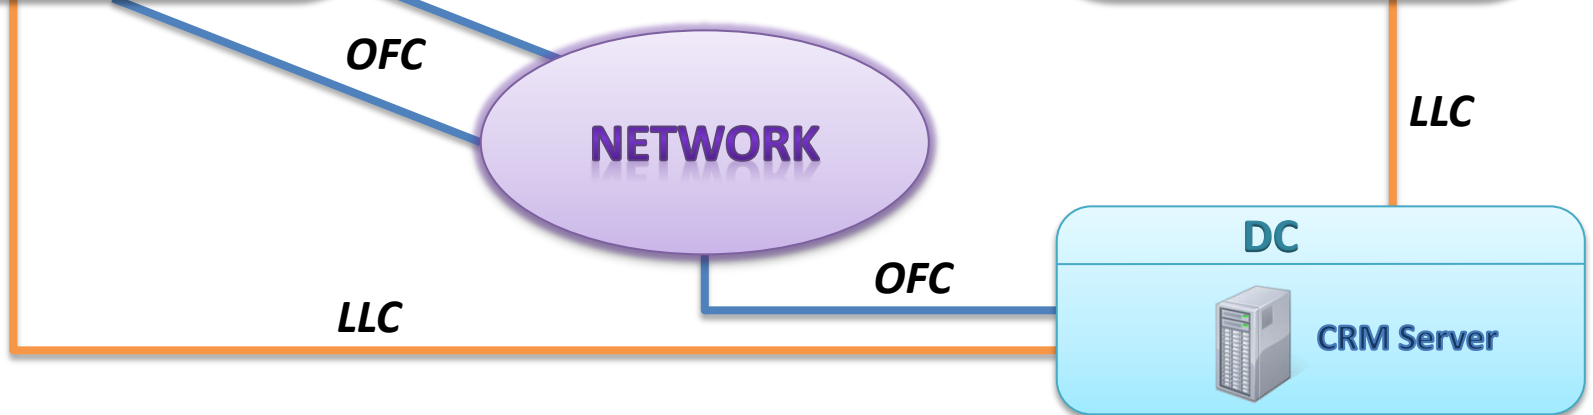 OFC
LLC
NETWORK
DC
OFC
LLC
CRM Server